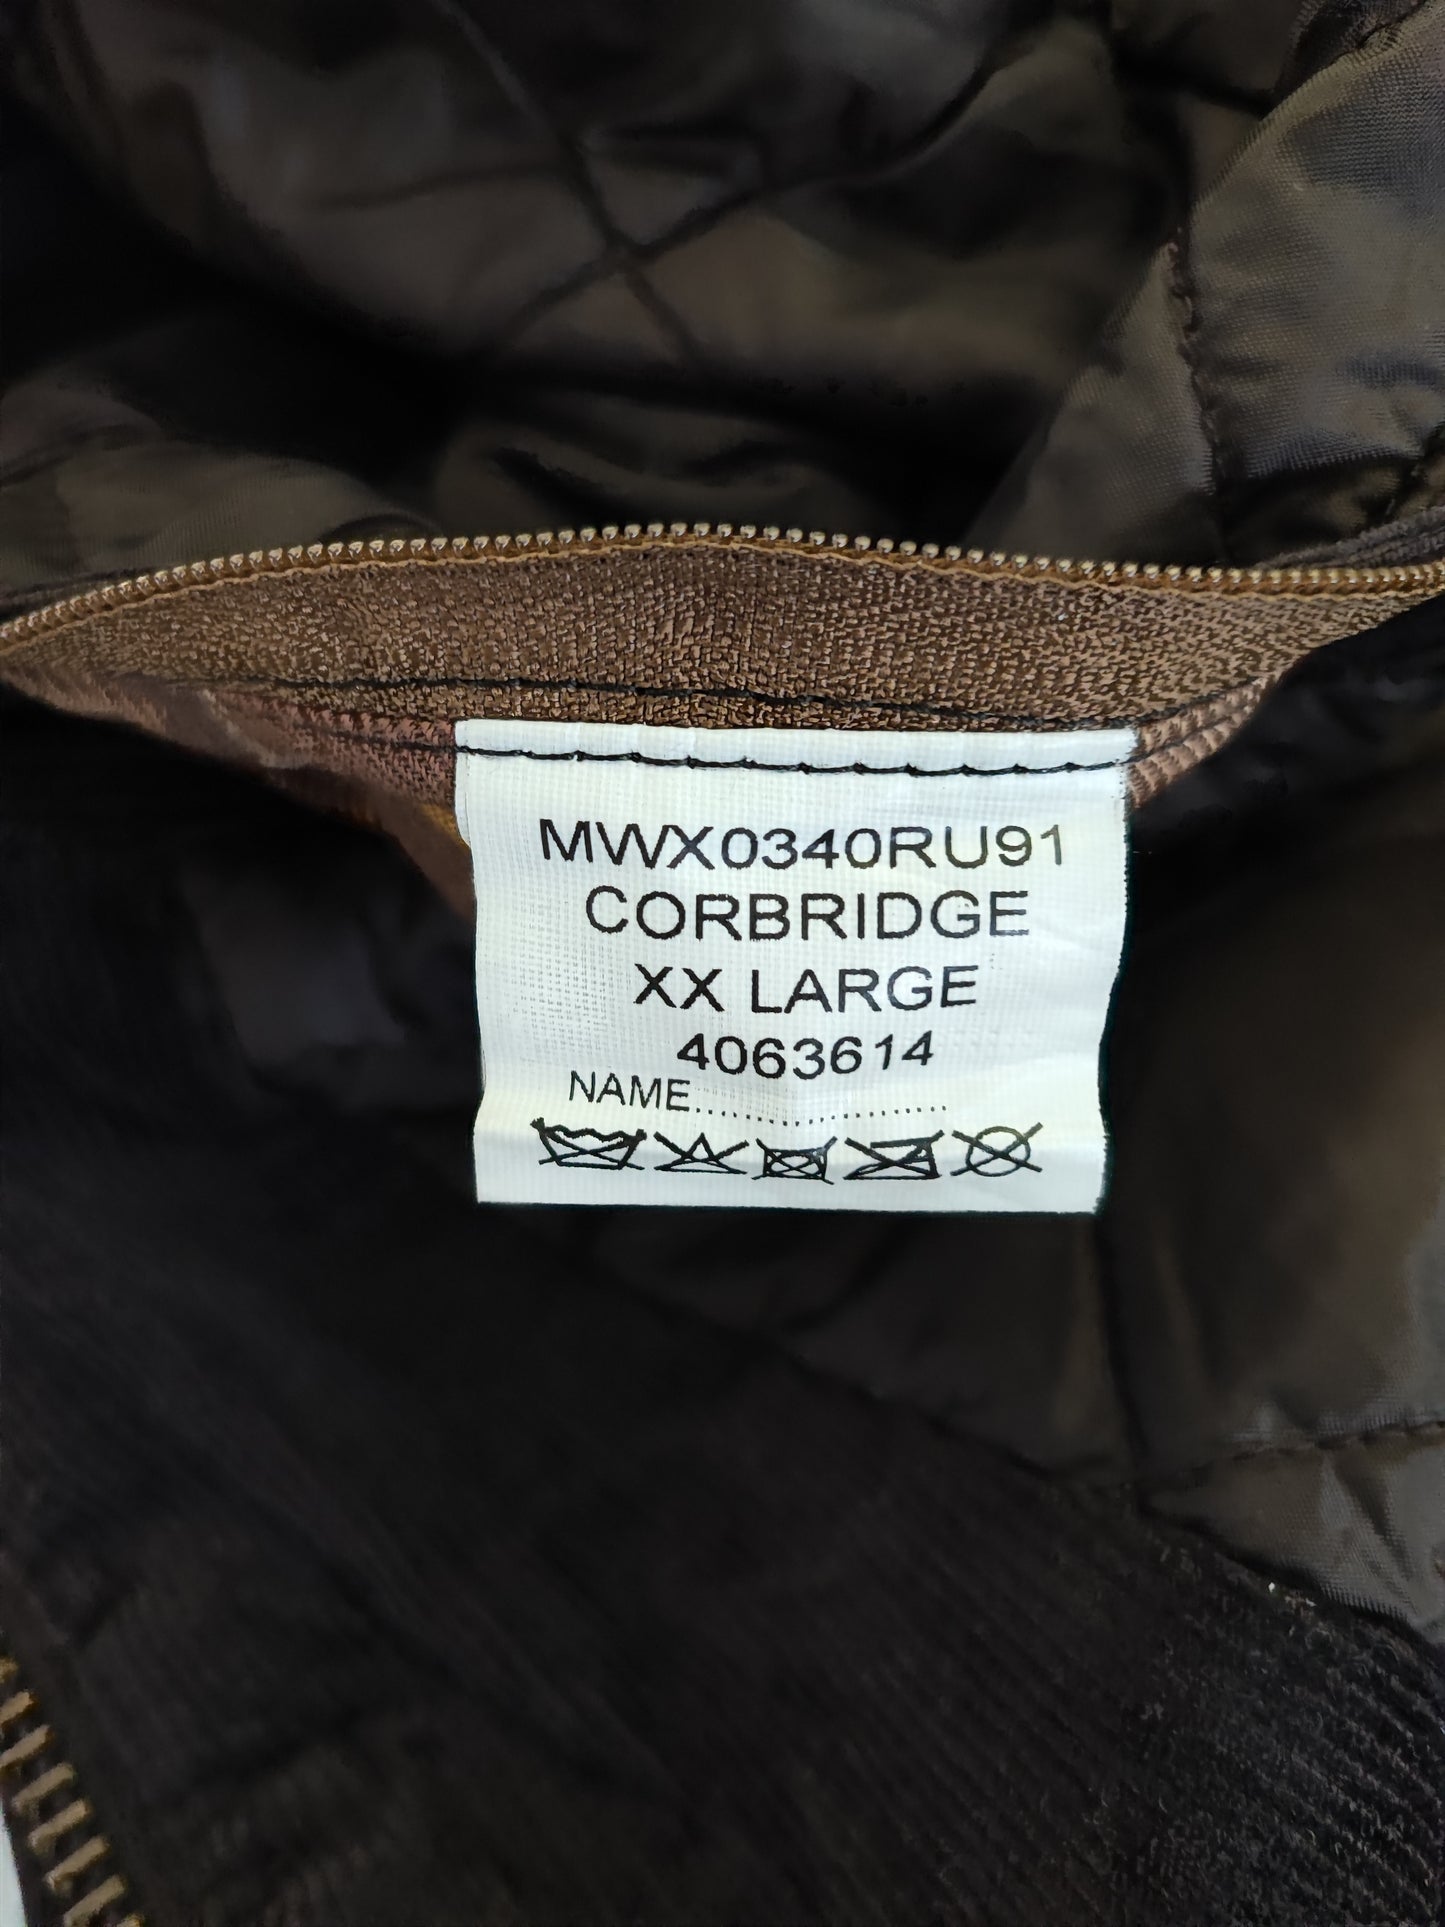 MWX0340RU91
CORBRIDGE
XX LARGE
4063614
NAME......................